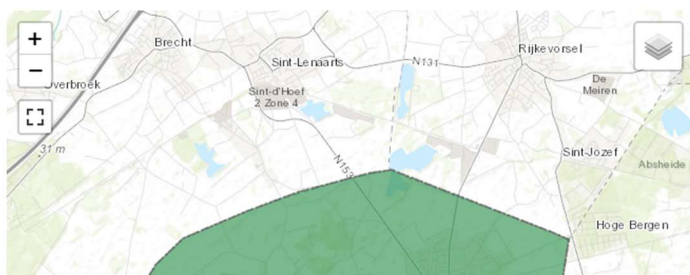 +
Brecht
Sint-Lenaarts
N131
Rijkevorsel
−
Overbroek
Sint-d'Hoef
2 Zone 4
De
Meiren
31 m
N153
Sint-Jozef
Absheide
Hoge Bergen